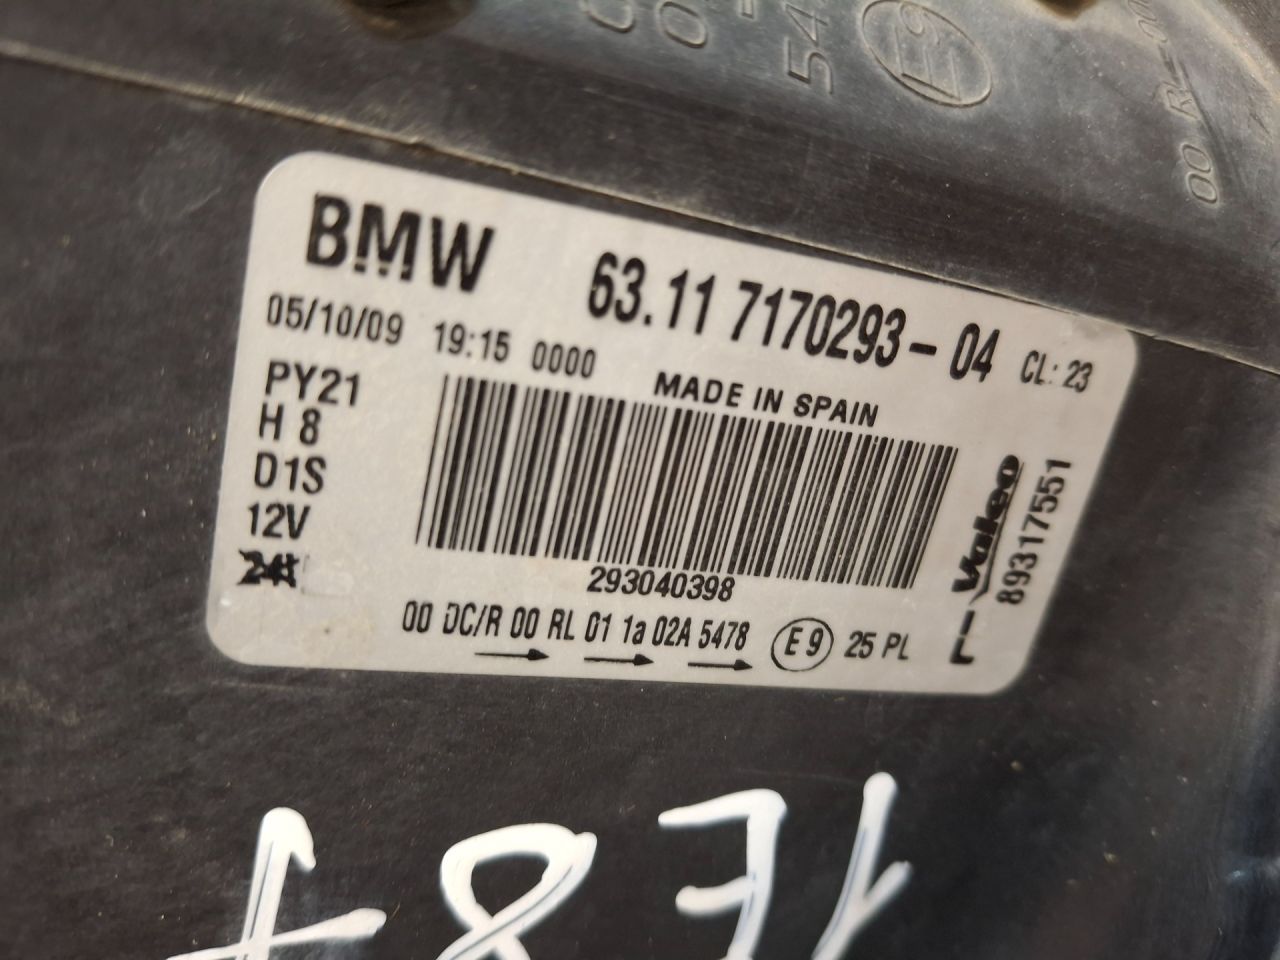 E9
BMW 63.11 7170293-04 CL: 23
05/10/09 19:15 0000
MADE IN SPAIN
PY21
H 8
D1S
12V
293040398
Valeo
89317551
00 DC/R 00 RL 01 1a 02A 5478 E9 25 PL
L